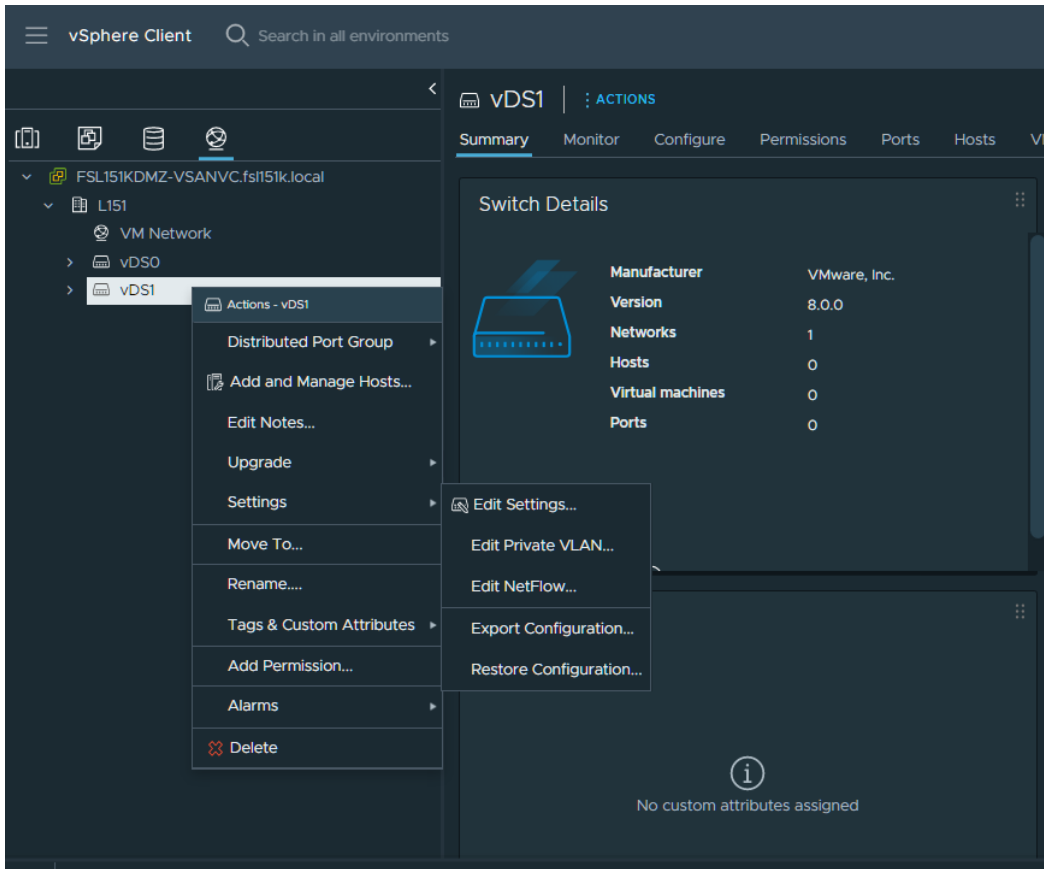 vSphere Client
Search in all environments
FSL151KDMZ-VSANVC.fsl151k.local
L151
VM Network
vDS0
vDS1
Actions - vDS1
Distributed Port Group
Add and Manage Hosts...
Edit Notes...
Upgrade
Settings
Move To...
Rename....
Tags & Custom Attributes
Add Permission...
Alarms
Delete
Edit Settings...
Edit Private VLAN...
Edit NetFlow...
Export Configuration...
Restore Configuration...
vDS1
ACTIONS
Summary Monitor Configure Permissions Ports Hosts
Switch Details
Manufacturer VMware, Inc.
Version 8.0.0
Networks 1
Hosts 0
Virtual machines 0
Ports 0
No custom attributes assigned